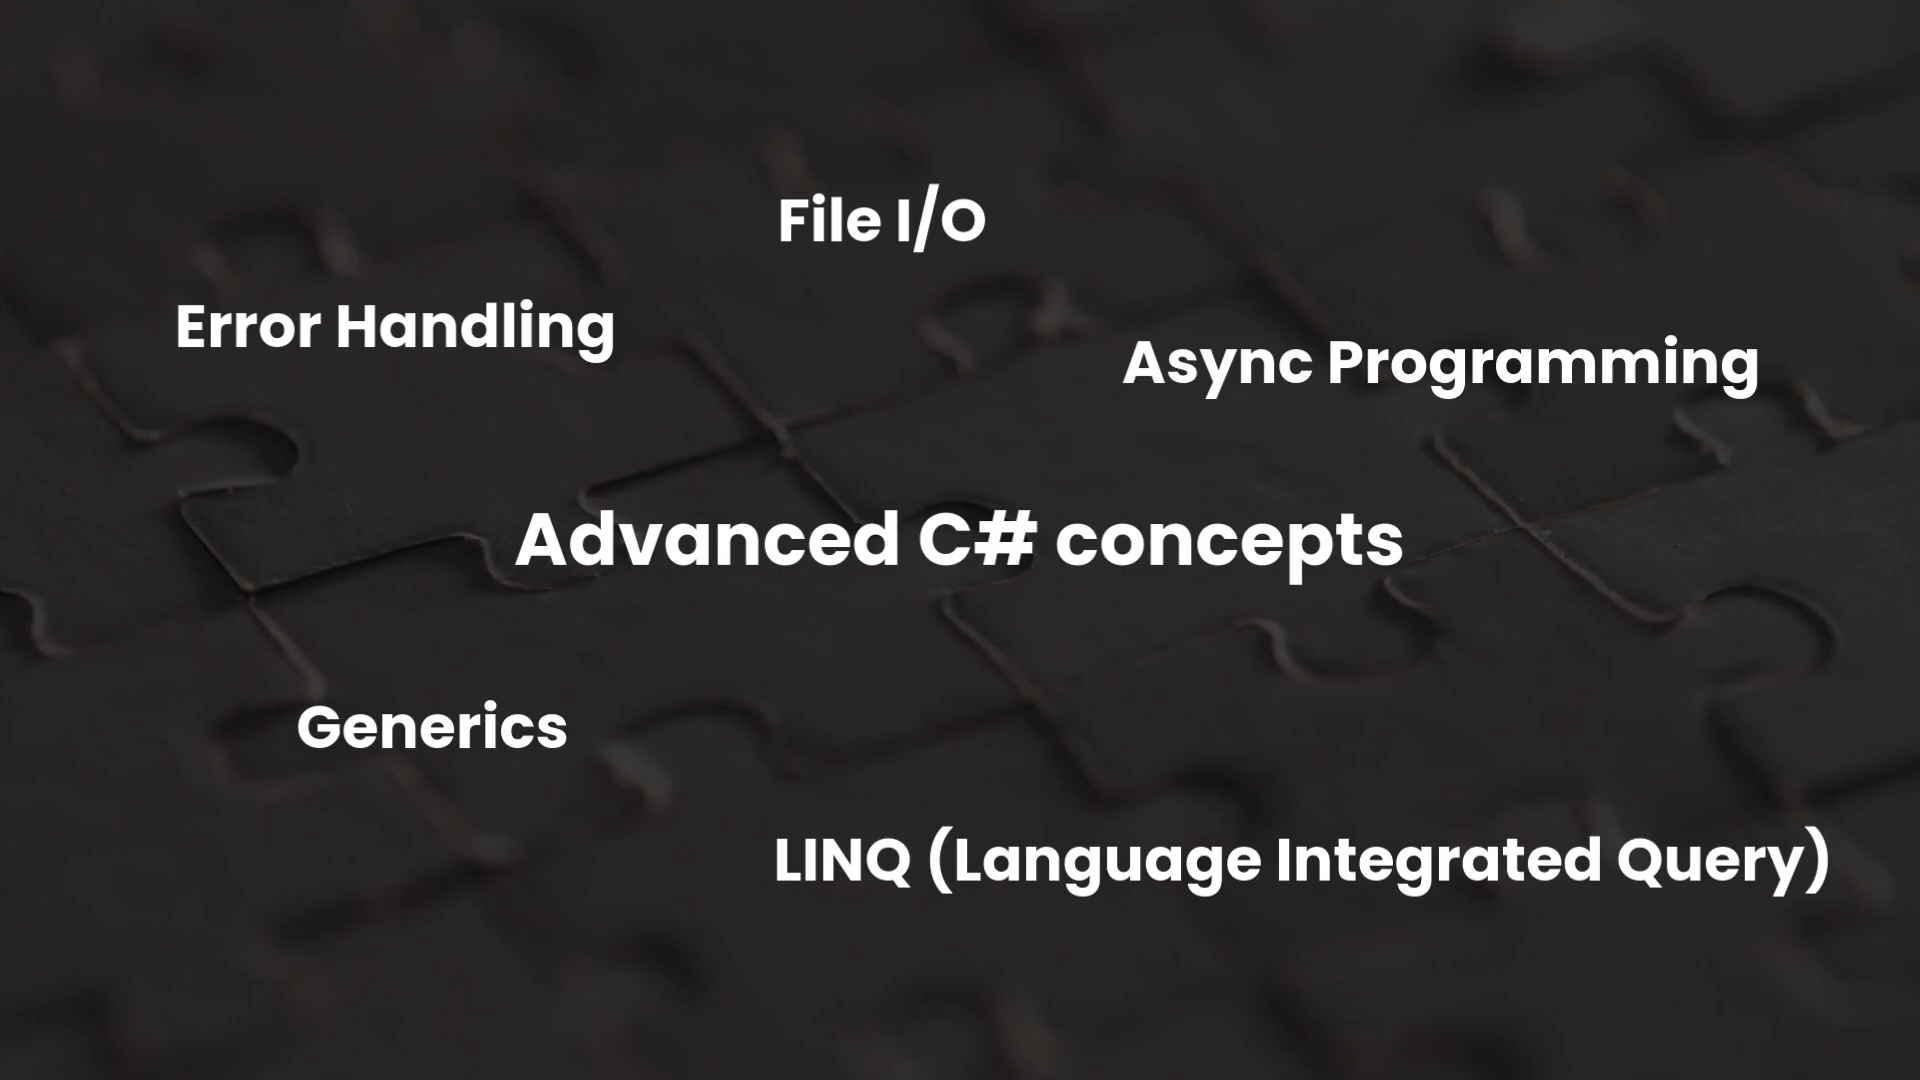 File I/O
Error Handling
Async Programming
Advanced C# concepts
Generics
LINQ (Language Integrated Query)